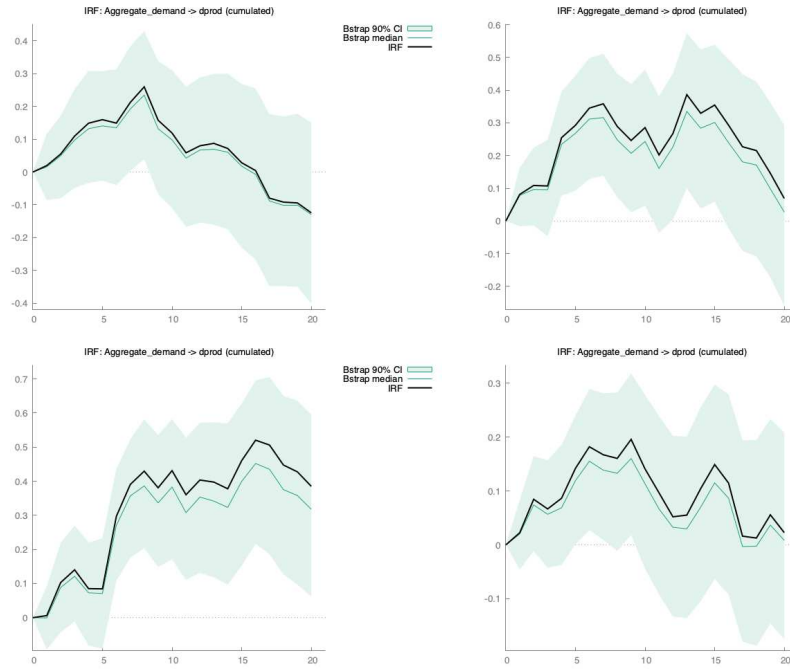 IRF: Aggregate_demand -> dprod (cumulated)
Bstrap 90% CI
Bstrap median
IRF
0.4
0.3
0.2
0.1
0
-0.1
-0.2
-0.3
-0.4
0 5 10 15 20
IRF: Aggregate_demand -> dprod (cumulated)
0.6
0.5
0.4
0.3
0.2
0.1
0
-0.1
-0.2
0 5 10 15 20
IRF: Aggregate_demand -> dprod (cumulated)
Bstrap 90% CI
Bstrap median
IRF
0.7
0.6
0.5
0.4
0.3
0.2
0.1
0
0 5 10 15 20
IRF: Aggregate_demand -> dprod (cumulated)
0.3
0.2
0.1
0
-0.1
0 5 10 15 20